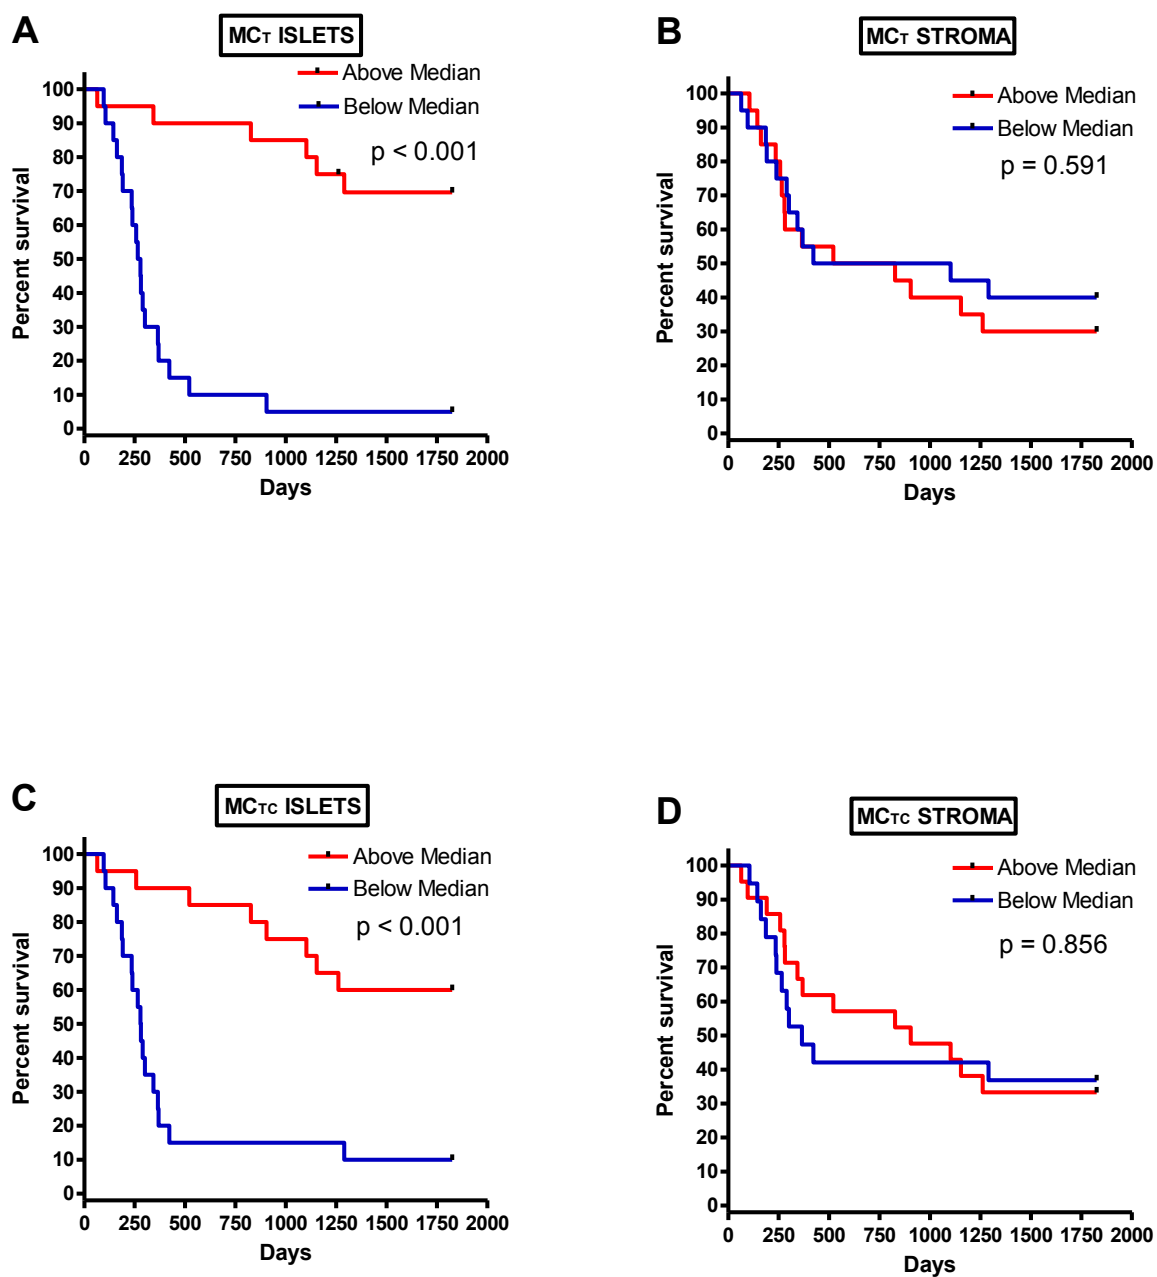 A
MCT ISLETS
Above Median
Below Median
p < 0.001
100
90
80
70
60
50
40
30
20
10
0
Percent survival
0 250 500 750 1000 1250 1500 1750 2000
Days
B
MCT STROMA
Above Median
Below Median
p = 0.591
100
90
80
70
60
50
40
30
20
10
0
Percent survival
0 250 500 750 1000 1250 1500 1750 2000
Days
C
MCTC ISLETS
Above Median
Below Median
p < 0.001
100
90
80
70
60
50
40
30
20
10
0
Percent survival
0 250 500 750 1000 1250 1500 1750 2000
Days
D
MCTC STROMA
Above Median
Below Median
p = 0.856
100
90
80
70
60
50
40
30
20
10
0
Percent survival
0 250 500 750 1000 1250 1500 1750 2000
Days